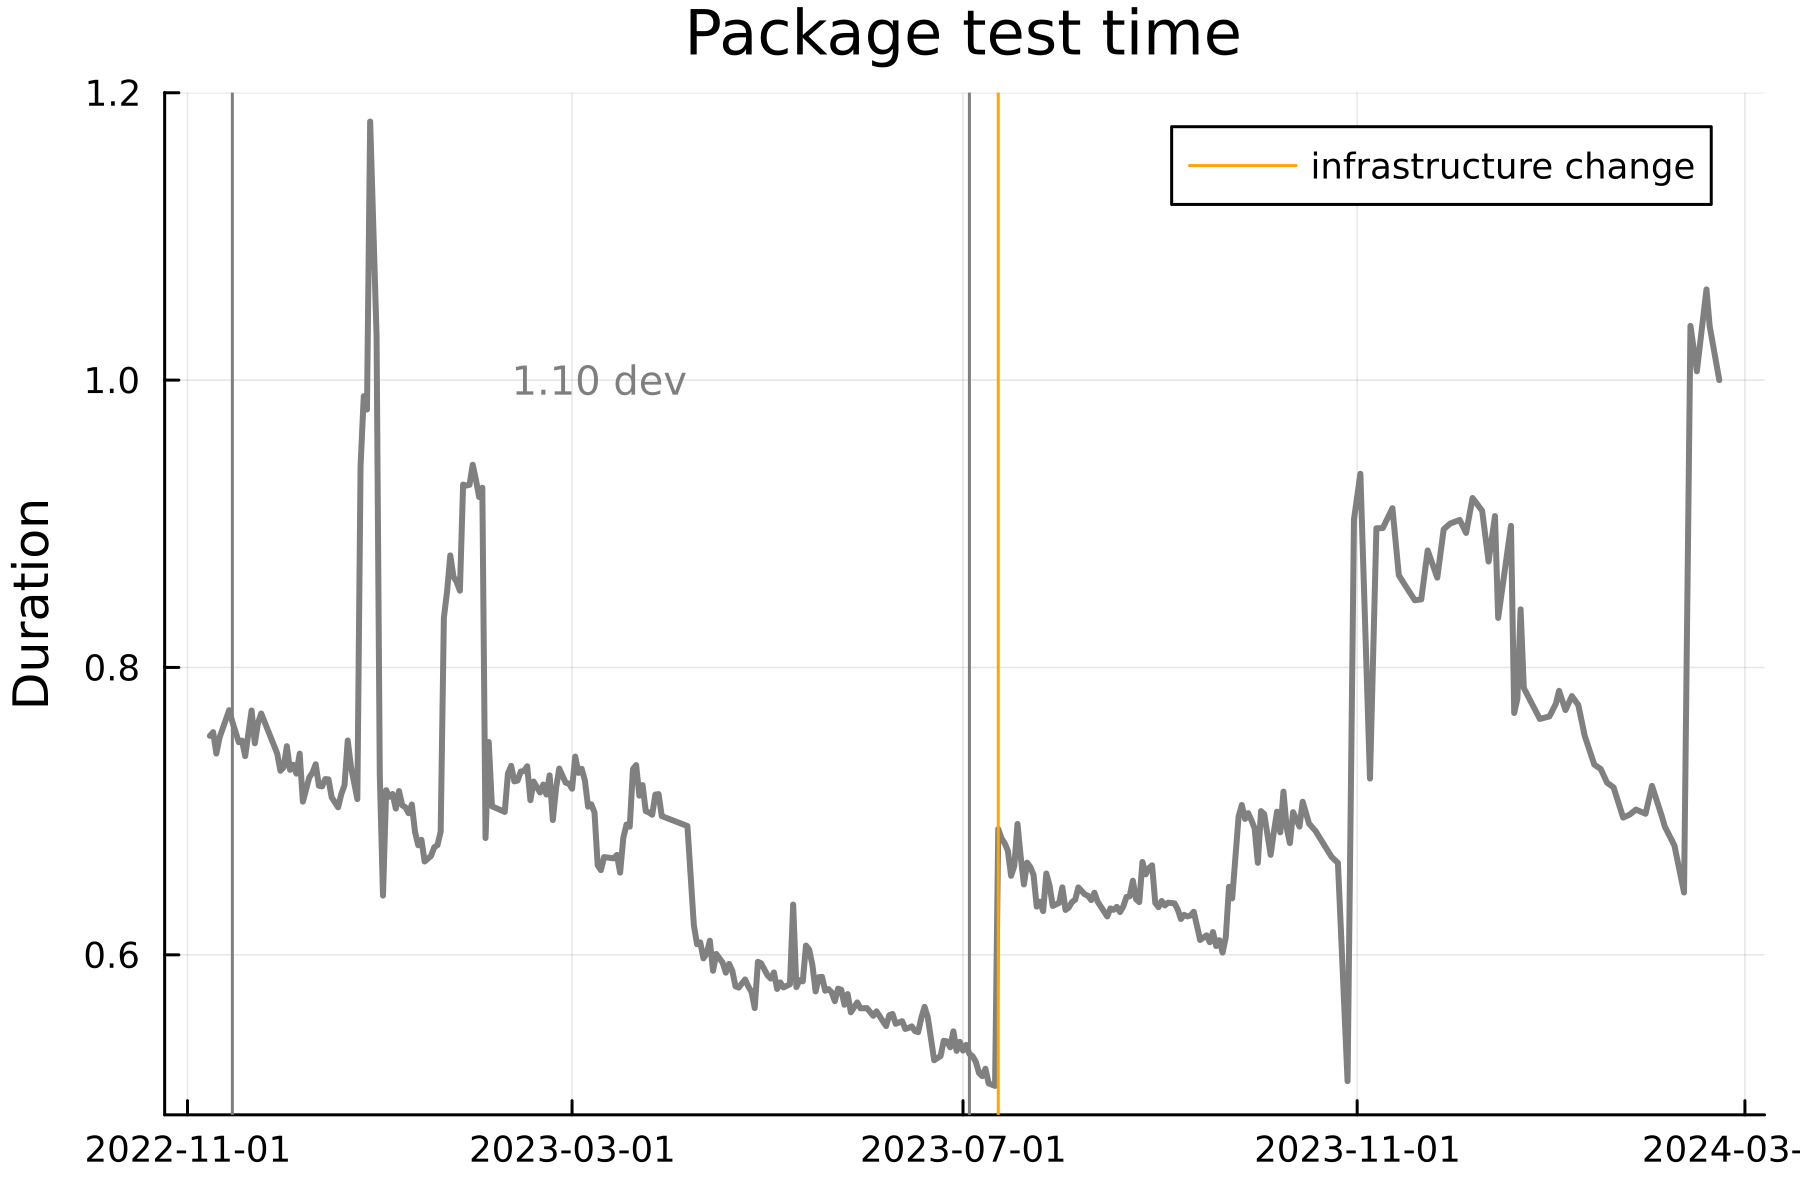 Package test time
1.2
infrastructure change
1.0
1.10 dev
0.8
Duration
0.6
2022-11-01 2023-03-01 2023-07-01 2023-11-01 2024-03-